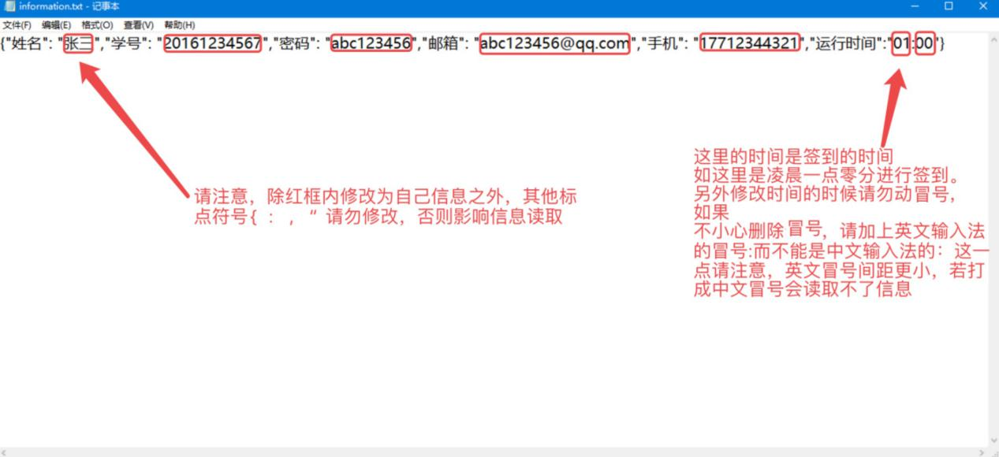 information.txt - 记事本
文件(F) 编辑(E) 格式(O) 查看(V) 帮助(H)
{"姓名": "张三","学号": "20161234567","密码": "abc123456","邮箱": "abc123456@qq.com","手机": "17712344321","运行时间":"01:00"}
请注意，除红框内修改为自己信息之外，其他标
点符号{ ： ，“ 请勿修改，否则影响信息读取
这里的时间是签到的时间
如这里是凌晨一点零分进行签到。
另外修改时间的时候请勿动冒号，
如果
不小心删除冒号，请加上英文输入法
的冒号:而不能是中文输入法的：这一
点请注意，英文冒号间距更小，若打
成中文冒号会读取不了信息